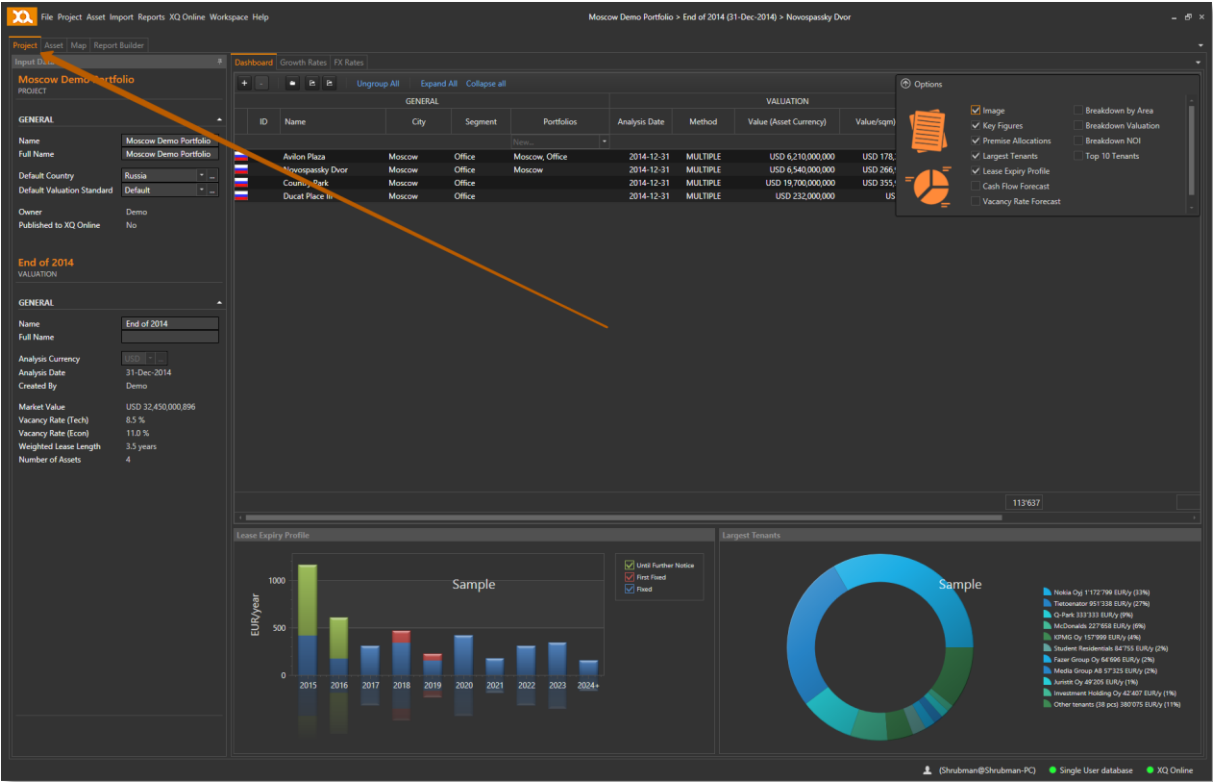 XQ File Project Asset Import Reports XQ Online Workspace Help
Moscow Demo Portfolio > End of 2014 (31-Dec-2014) > Novospassky Dvor
Project Asset Map Report Builder
Input Data
Moscow Demo Portfolio
PROJECT
GENERAL
Name Moscow Demo Portfolio
Full Name Moscow Demo Portfolio
Default Country Russia
Default Valuation Standard Default
Owner Demo
Published to XQ Online No
End of 2014
VALUATION
GENERAL
Name End of 2014
Full Name
Analysis Currency USD
Analysis Date 31-Dec-2014
Created By Demo
Market Value USD 32,450,000,896
Vacancy Rate (Tech) 8.5 %
Vacancy Rate (Econ) 11.0 %
Weighted Lease Length 3.5 years
Number of Assets 4
Dashboard Growth Rates FX Rates
Ungroup All Expand All Collapse all
GENERAL VALUATION
ID Name City Segment Portfolios Analysis Date Method Value (Asset Currency) Value/sqm)
New...
Avilon Plaza Moscow Office Moscow, Office 2014-12-31 MULTIPLE USD 6,210,000,000 USD 178,
Novospassky Dvor Moscow Office Moscow 2014-12-31 MULTIPLE USD 6,540,000,000 USD 266,
Country Park Moscow Office 2014-12-31 MULTIPLE USD 19,700,000,000 USD 355,
Ducat Place III Moscow Office 2014-12-31 MULTIPLE USD 232,000,000 US
Options
Image
Key Figures
Premise Allocations
Largest Tenants
Lease Expiry Profile
Cash Flow Forecast
Vacancy Rate Forecast
Breakdown by Area
Breakdown Valuation
Breakdown NOI
Top 10 Tenants
113'637
Lease Expiry Profile
Sample
EUR/year
1000
500
0
2015 2016 2017 2018 2019 2020 2021 2022 2023 2024+
Until Further Notice
First Fixed
Fixed
Largest Tenants
Sample
Nokia Oyj 1'172'799 EUR/y (33%)
Tietoenator 951'338 EUR/y (27%)
Q-Park 333'333 EUR/y (9%)
McDonalds 227'658 EUR/y (6%)
KPMG Oy 157'999 EUR/y (4%)
Student Residentials 84'755 EUR/y (2%)
Fazer Group Oy 64'696 EUR/y (2%)
Media Group AB 57'325 EUR/y (2%)
Juristit Oy 49'205 EUR/y (1%)
Investment Holding Oy 42'407 EUR/y (1%)
Other tenants (38 pcs) 380'075 EUR/y (11%)
(Shrubman@Shrubman-PC) Single User database XQ Online